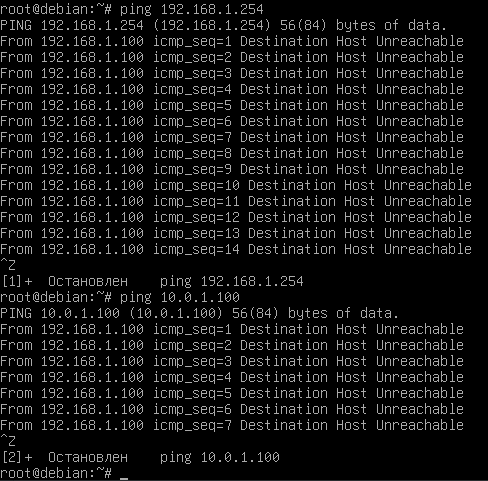 root@debian:~# ping 192.168.1.254
PING 192.168.1.254 (192.168.1.254) 56(84) bytes of data.
From 192.168.1.100 icmp_seq=1 Destination Host Unreachable
From 192.168.1.100 icmp_seq=2 Destination Host Unreachable
From 192.168.1.100 icmp_seq=3 Destination Host Unreachable
From 192.168.1.100 icmp_seq=4 Destination Host Unreachable
From 192.168.1.100 icmp_seq=5 Destination Host Unreachable
From 192.168.1.100 icmp_seq=6 Destination Host Unreachable
From 192.168.1.100 icmp_seq=7 Destination Host Unreachable
From 192.168.1.100 icmp_seq=8 Destination Host Unreachable
From 192.168.1.100 icmp_seq=9 Destination Host Unreachable
From 192.168.1.100 icmp_seq=10 Destination Host Unreachable
From 192.168.1.100 icmp_seq=11 Destination Host Unreachable
From 192.168.1.100 icmp_seq=12 Destination Host Unreachable
From 192.168.1.100 icmp_seq=13 Destination Host Unreachable
From 192.168.1.100 icmp_seq=14 Destination Host Unreachable
^Z
[1]+  Остановлен    ping 192.168.1.254
root@debian:~# ping 10.0.1.100
PING 10.0.1.100 (10.0.1.100) 56(84) bytes of data.
From 192.168.1.100 icmp_seq=1 Destination Host Unreachable
From 192.168.1.100 icmp_seq=2 Destination Host Unreachable
From 192.168.1.100 icmp_seq=3 Destination Host Unreachable
From 192.168.1.100 icmp_seq=4 Destination Host Unreachable
From 192.168.1.100 icmp_seq=5 Destination Host Unreachable
From 192.168.1.100 icmp_seq=6 Destination Host Unreachable
From 192.168.1.100 icmp_seq=7 Destination Host Unreachable
^Z
[2]+  Остановлен    ping 10.0.1.100
root@debian:~# _